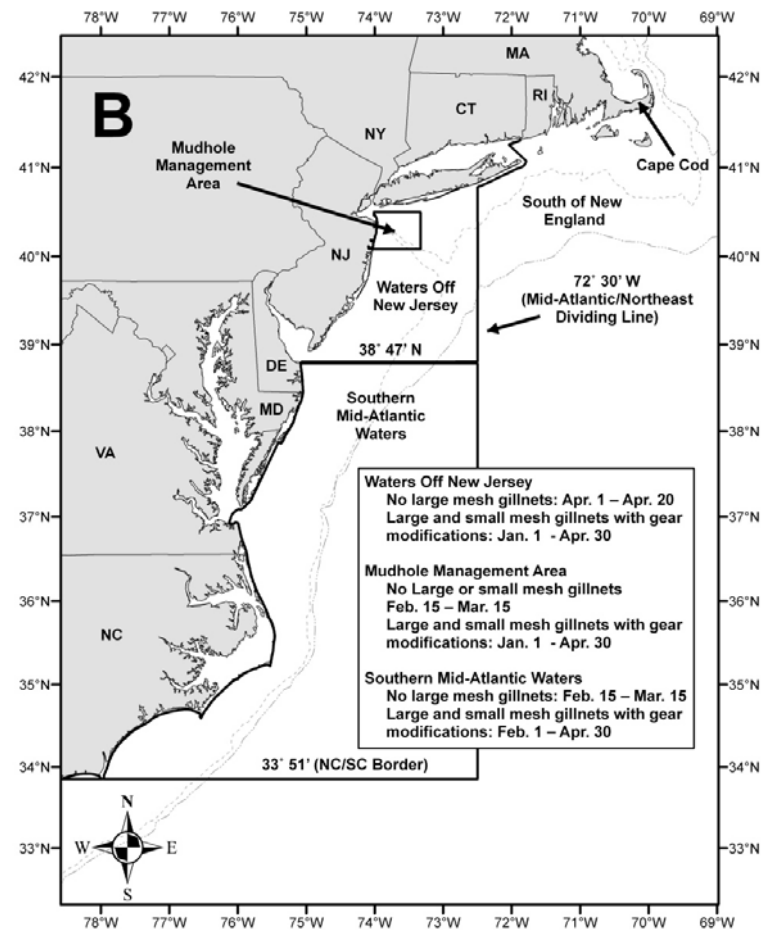 78°W 77°W 76°W 75°W 74°W 73°W 72°W 71°W 70°W 69°W
42°N
41°N
40°N
39°N
38°N
37°N
36°N
35°N
34°N
33°N
B
MA
CT
RI
NY
Mudhole
Management
Area
Cape Cod
South of New
England
NJ
Waters Off
New Jersey
72° 30' W
(Mid-Atlantic/Northeast
Dividing Line)
38° 47' N
DE
MD
Southern
Mid-Atlantic
Waters
VA
NC
Waters Off New Jersey
No large mesh gillnets: Apr. 1 – Apr. 20
Large and small mesh gillnets with gear
modifications: Jan. 1 - Apr. 30
Mudhole Management Area
No Large or small mesh gillnets
Feb. 15 – Mar. 15
Large and small mesh gillnets with gear
modifications: Jan. 1 - Apr. 30
Southern Mid-Atlantic Waters
No large mesh gillnets: Feb. 15 – Mar. 15
Large and small mesh gillnets with gear
modifications: Feb. 1 – Apr. 30
33° 51' (NC/SC Border)
N
W E
S
42°N
41°N
40°N
39°N
38°N
37°N
36°N
35°N
34°N
33°N
78°W 77°W 76°W 75°W 74°W 73°W 72°W 71°W 70°W 69°W